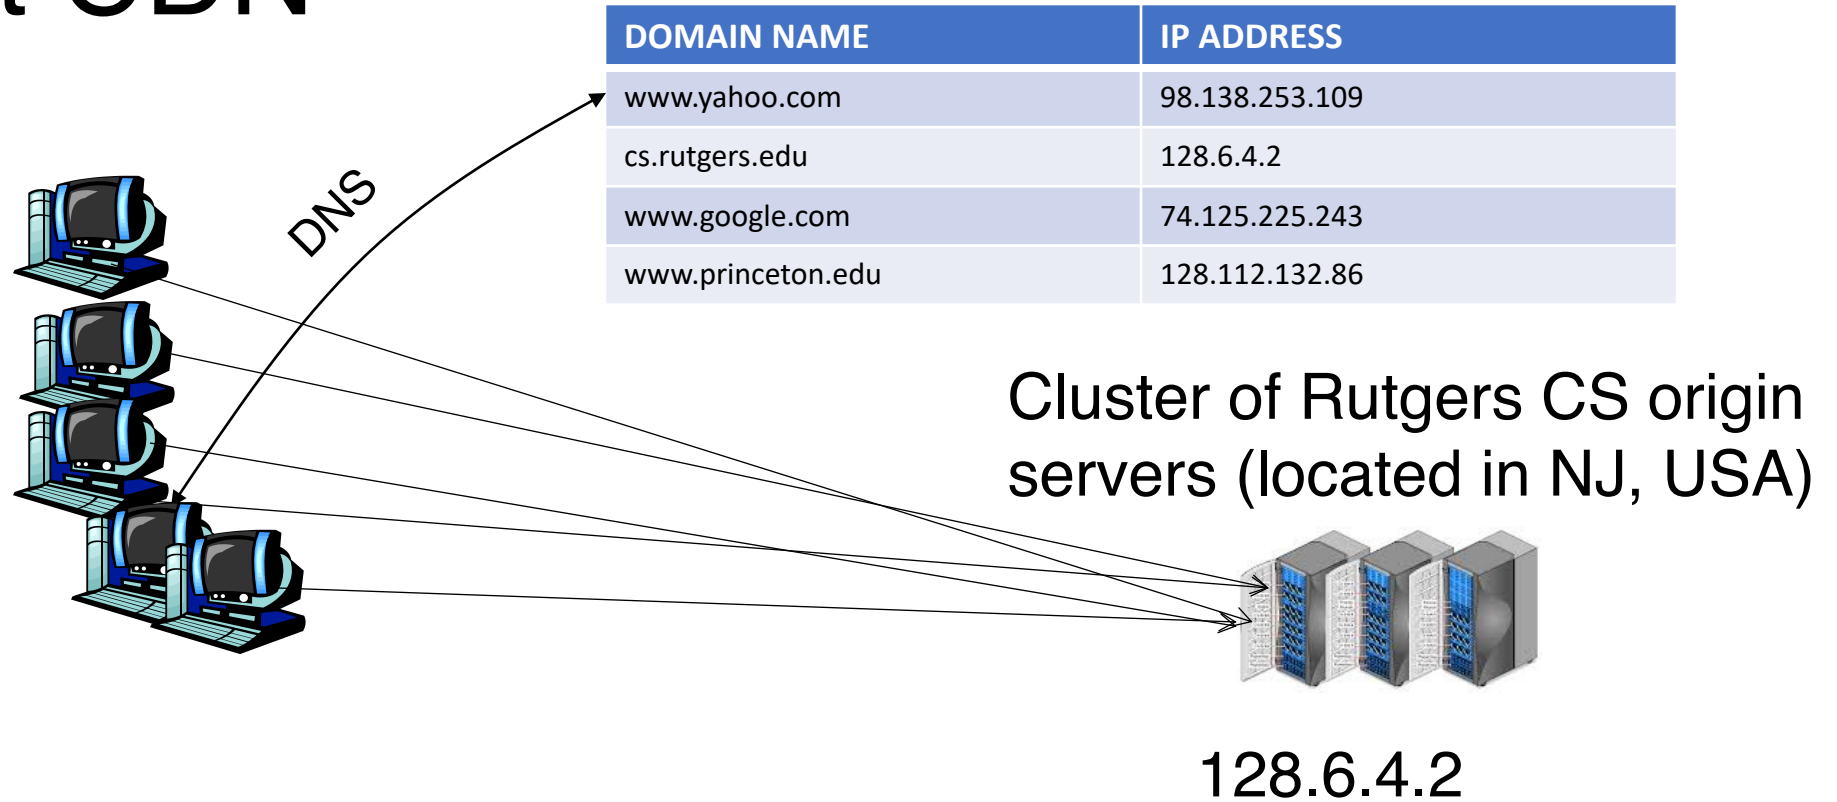 t CDN
DOMAIN NAME IP ADDRESS
www.yahoo.com 98.138.253.109
cs.rutgers.edu 128.6.4.2
www.google.com 74.125.225.243
www.princeton.edu 128.112.132.86
DNS
Cluster of Rutgers CS origin
servers (located in NJ, USA)
128.6.4.2